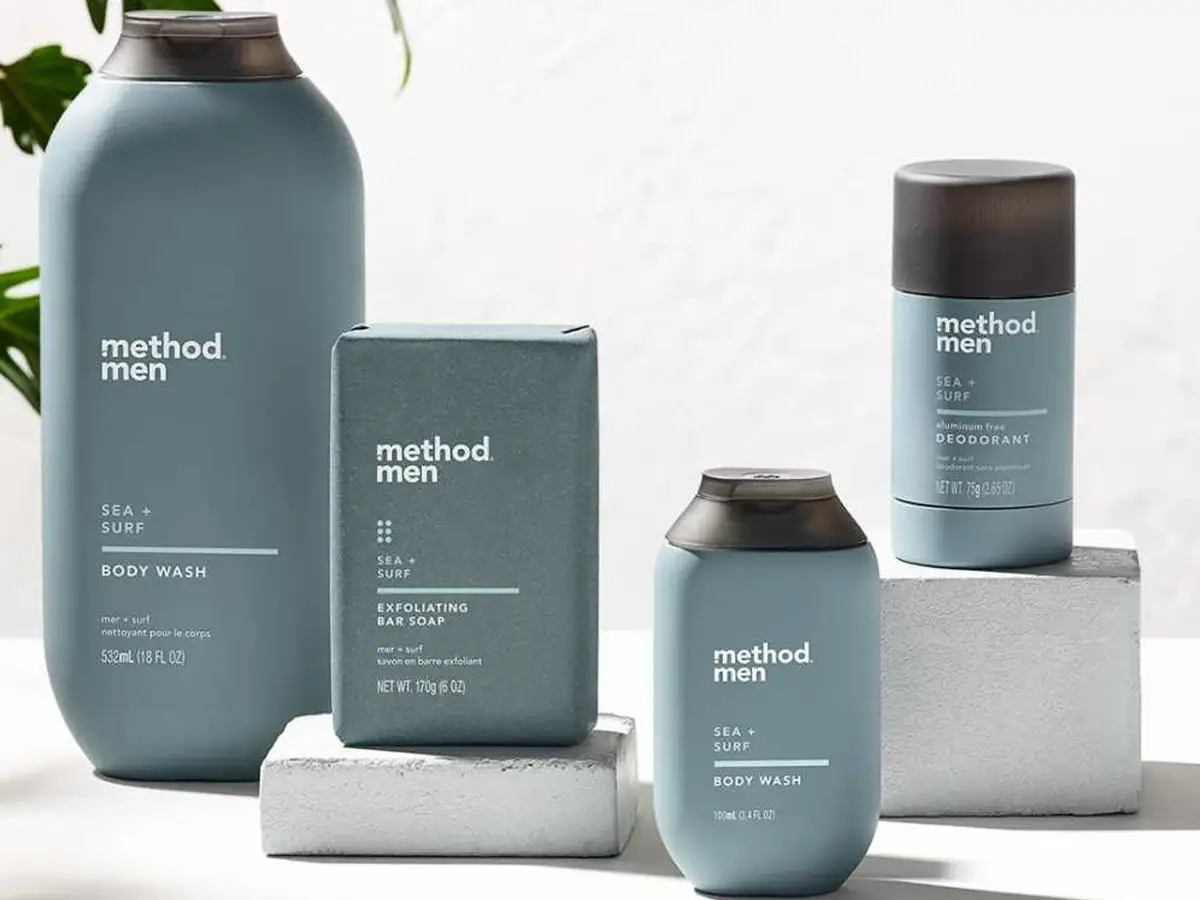 method.
men
SEA +
SURF
BODY WASH
mer + surf
nettoyant pour le corps
532mL (18 FL OZ)
method.
men
SEA +
SURF
EXFOLIATING
BAR SOAP
mer + surf
savon en barre exfoliant
NET WT. 170g (6 OZ)
method.
men
SEA +
SURF
BODY WASH
100mL (3.4 FL OZ)
method.
men
SEA +
SURF
aluminum free
DEODORANT
mer + surf
déodorant sans aluminium
NET WT. 75g (2.65 OZ)